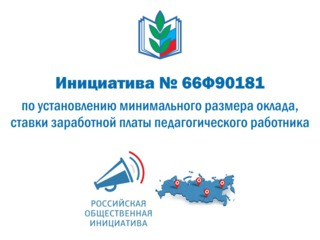 Инициатива № 66Ф90181
по установлению минимального размера оклада,
ставки заработной платы педагогического работника
РОССИЙСКАЯ
ОБЩЕСТВЕННАЯ
ИНИЦИАТИВА